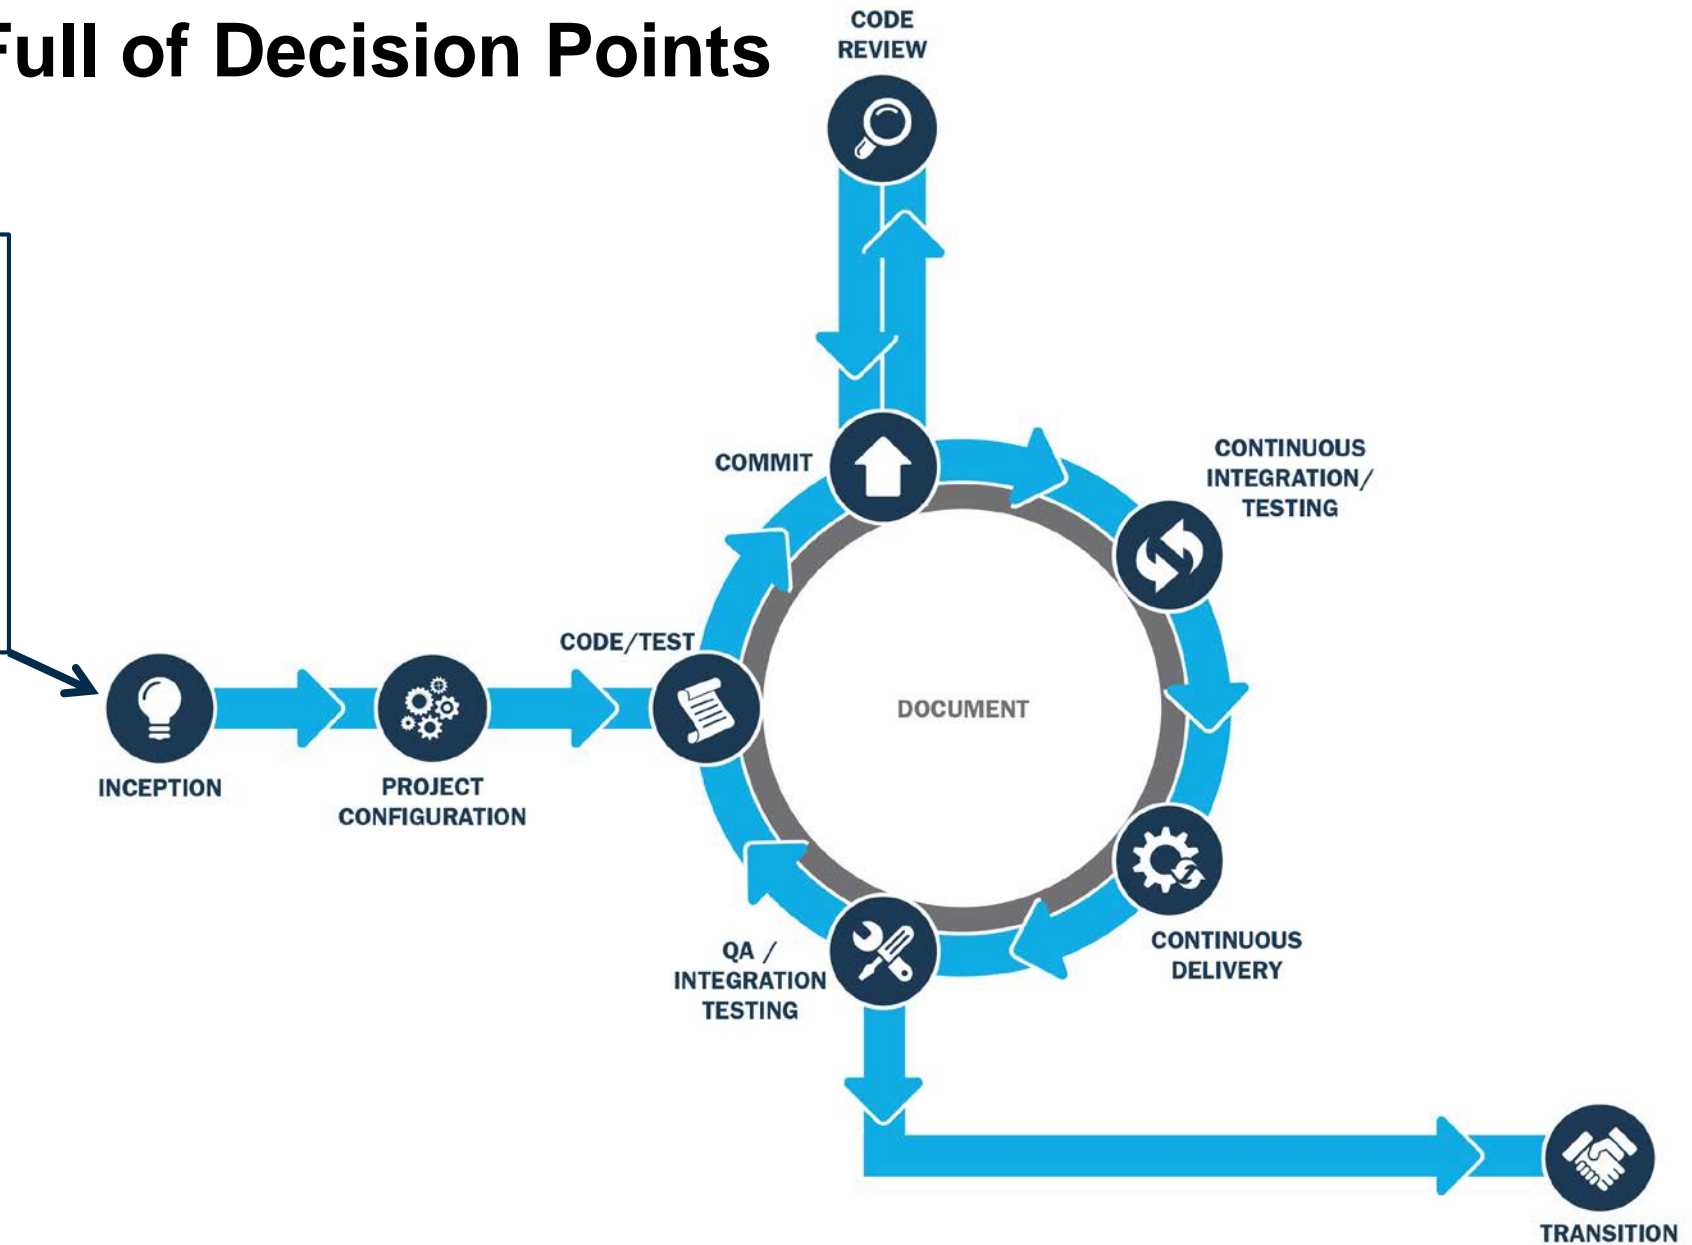 Full of Decision Points
CODE
REVIEW
COMMIT
CONTINUOUS
INTEGRATION/
TESTING
CODE/TEST
DOCUMENT
INCEPTION
PROJECT
CONFIGURATION
QA /
INTEGRATION
TESTING
CONTINUOUS
DELIVERY
TRANSITION